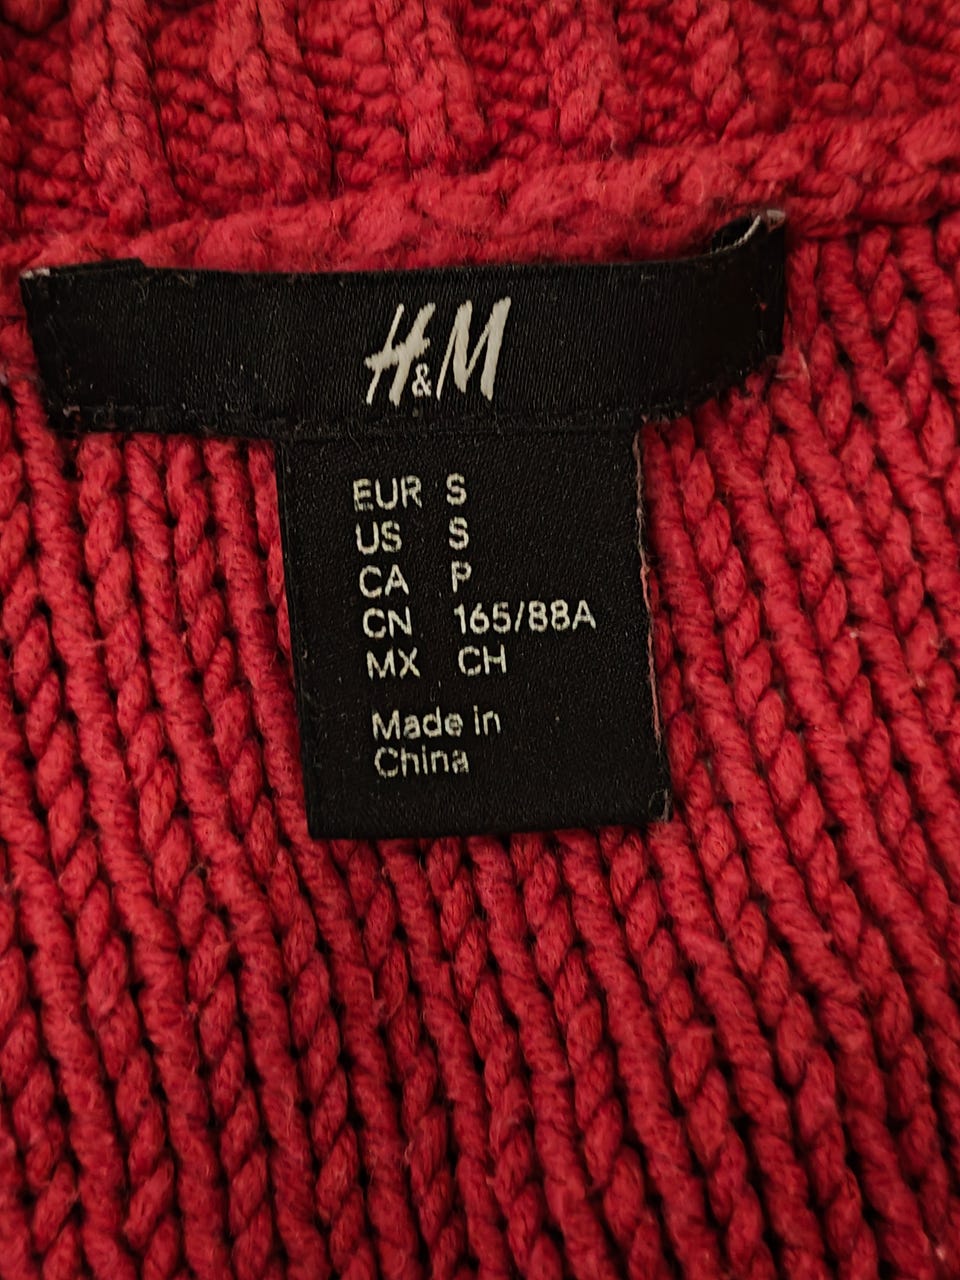 H&M
EUR S
US S
CA P
CN 165/88A
MX CH
Made in
China